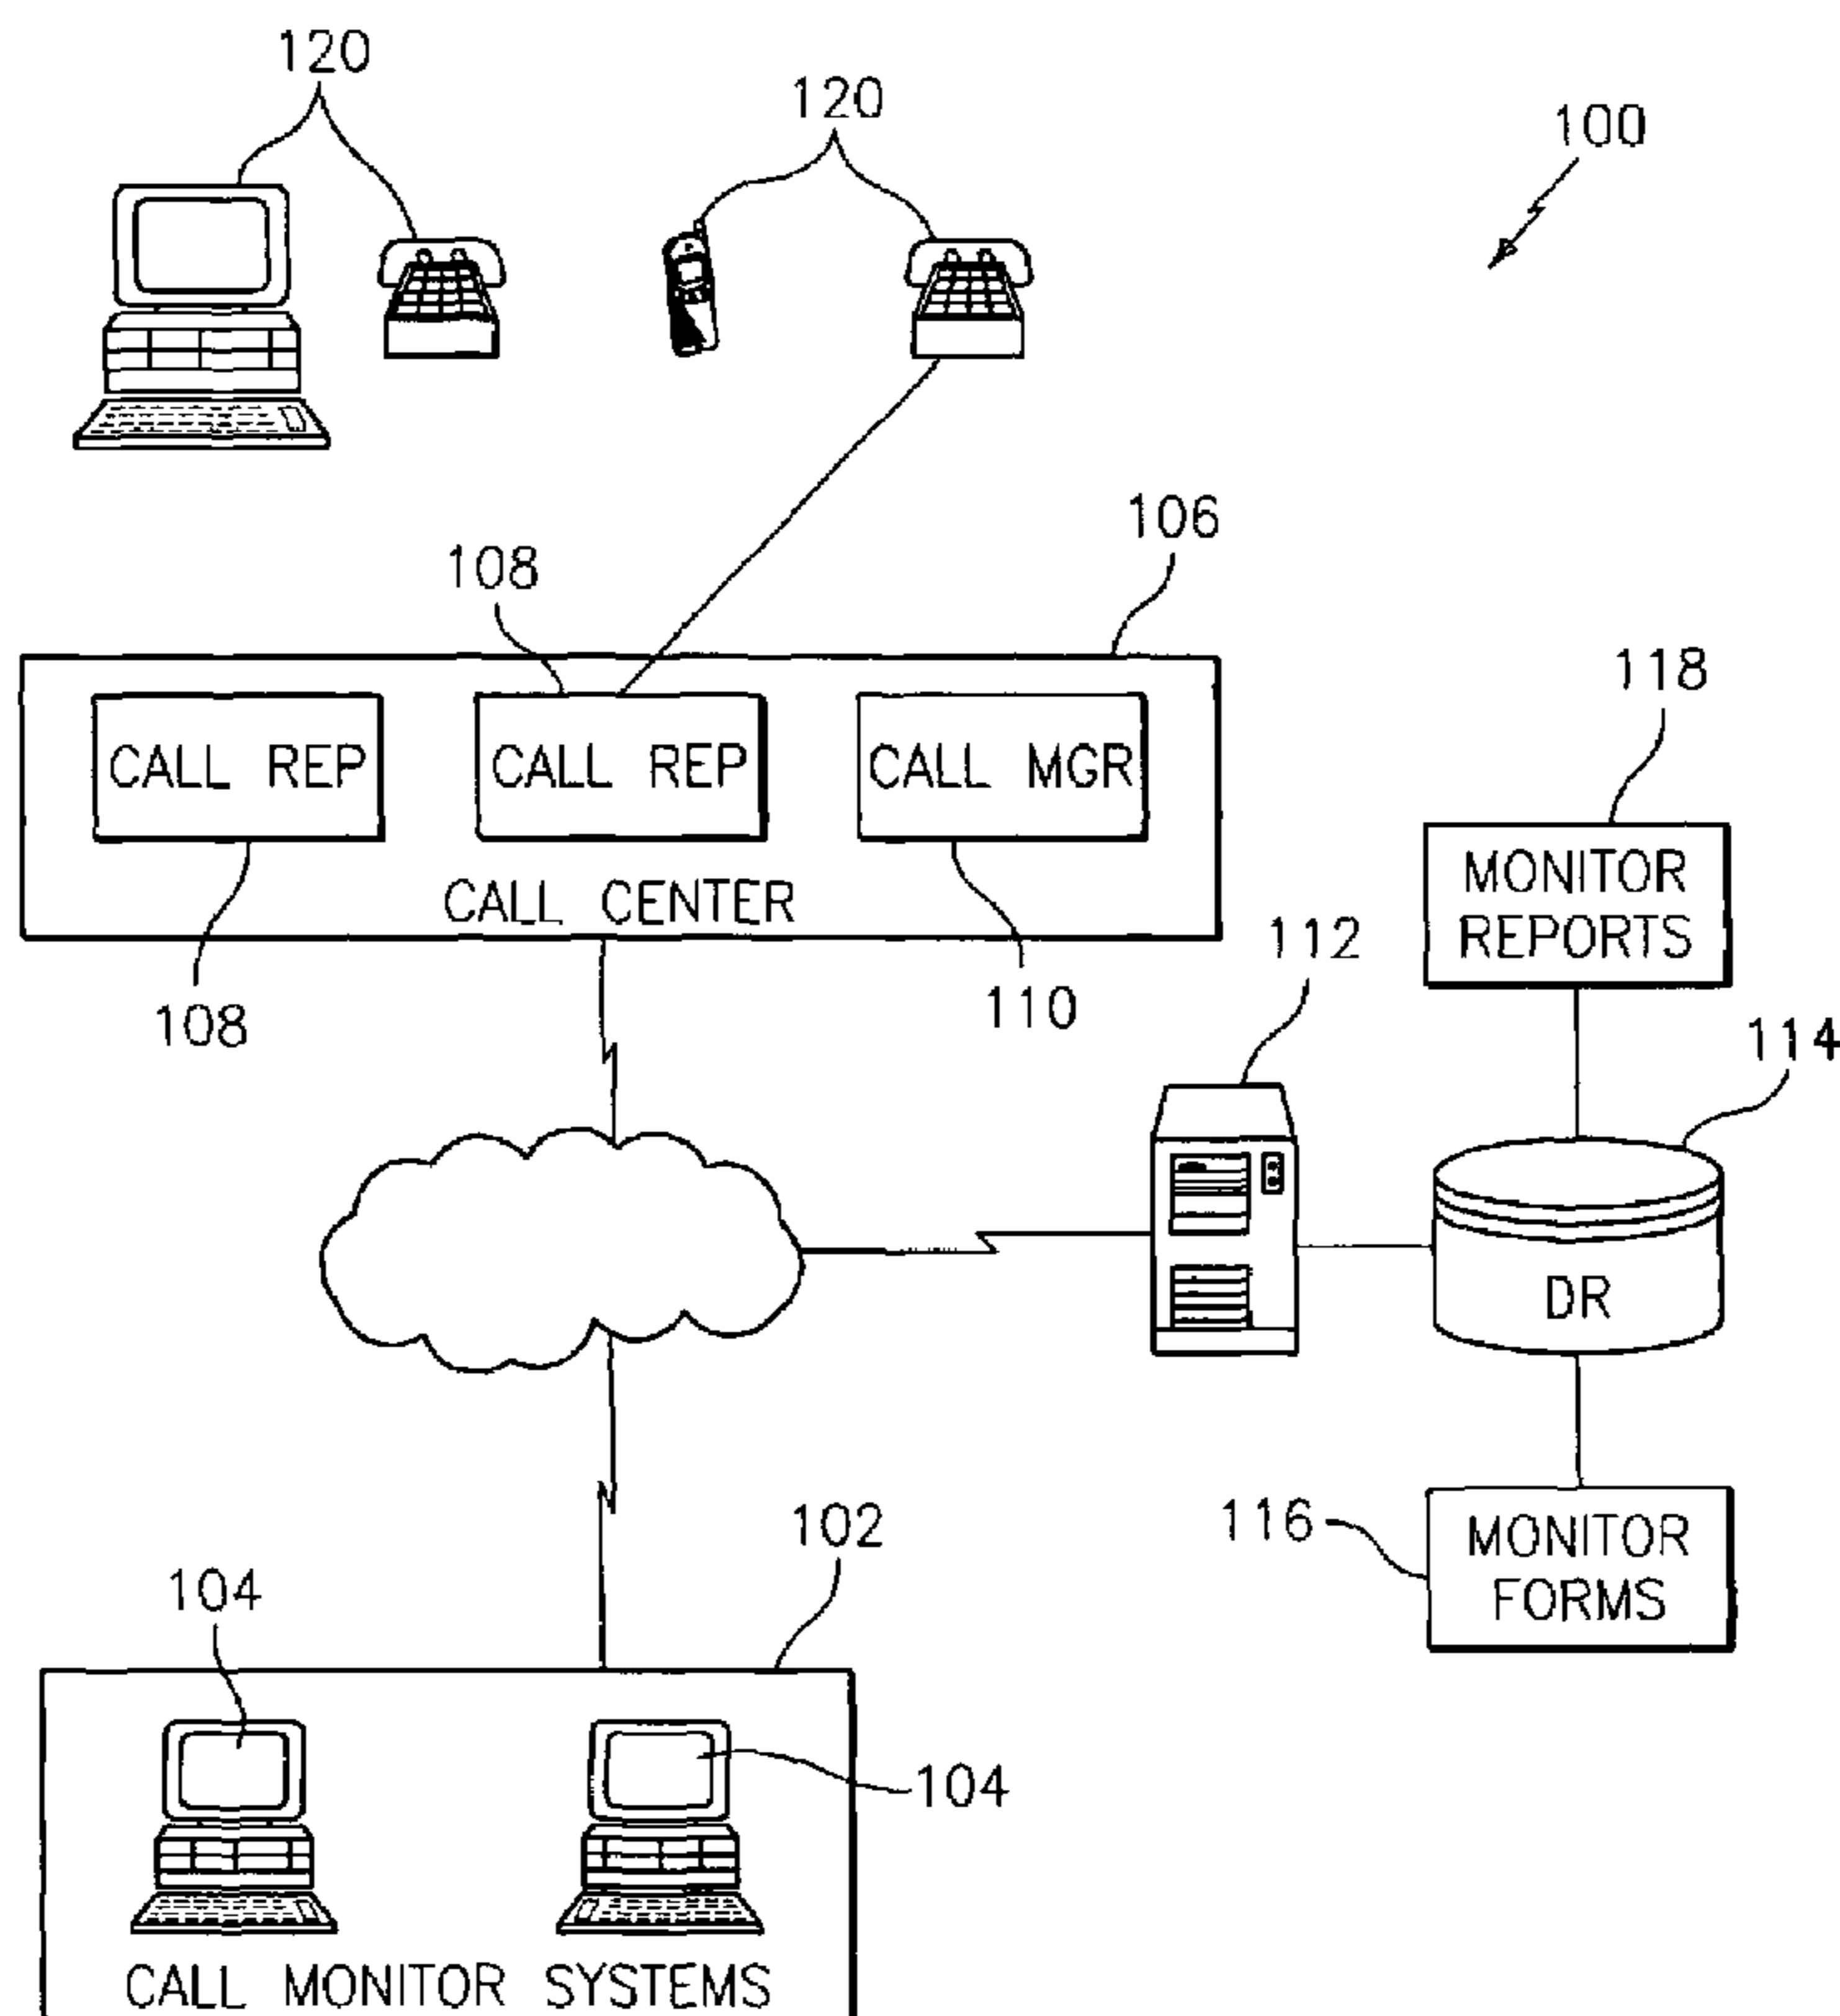 120
120
100
106
108
118
CALL REP
CALL REP
CALL MGR
MONITOR
REPORTS
CALL CENTER
112
108
110
114
DR
102
116
MONITOR
FORMS
104
104
CALL MONITOR SYSTEMS